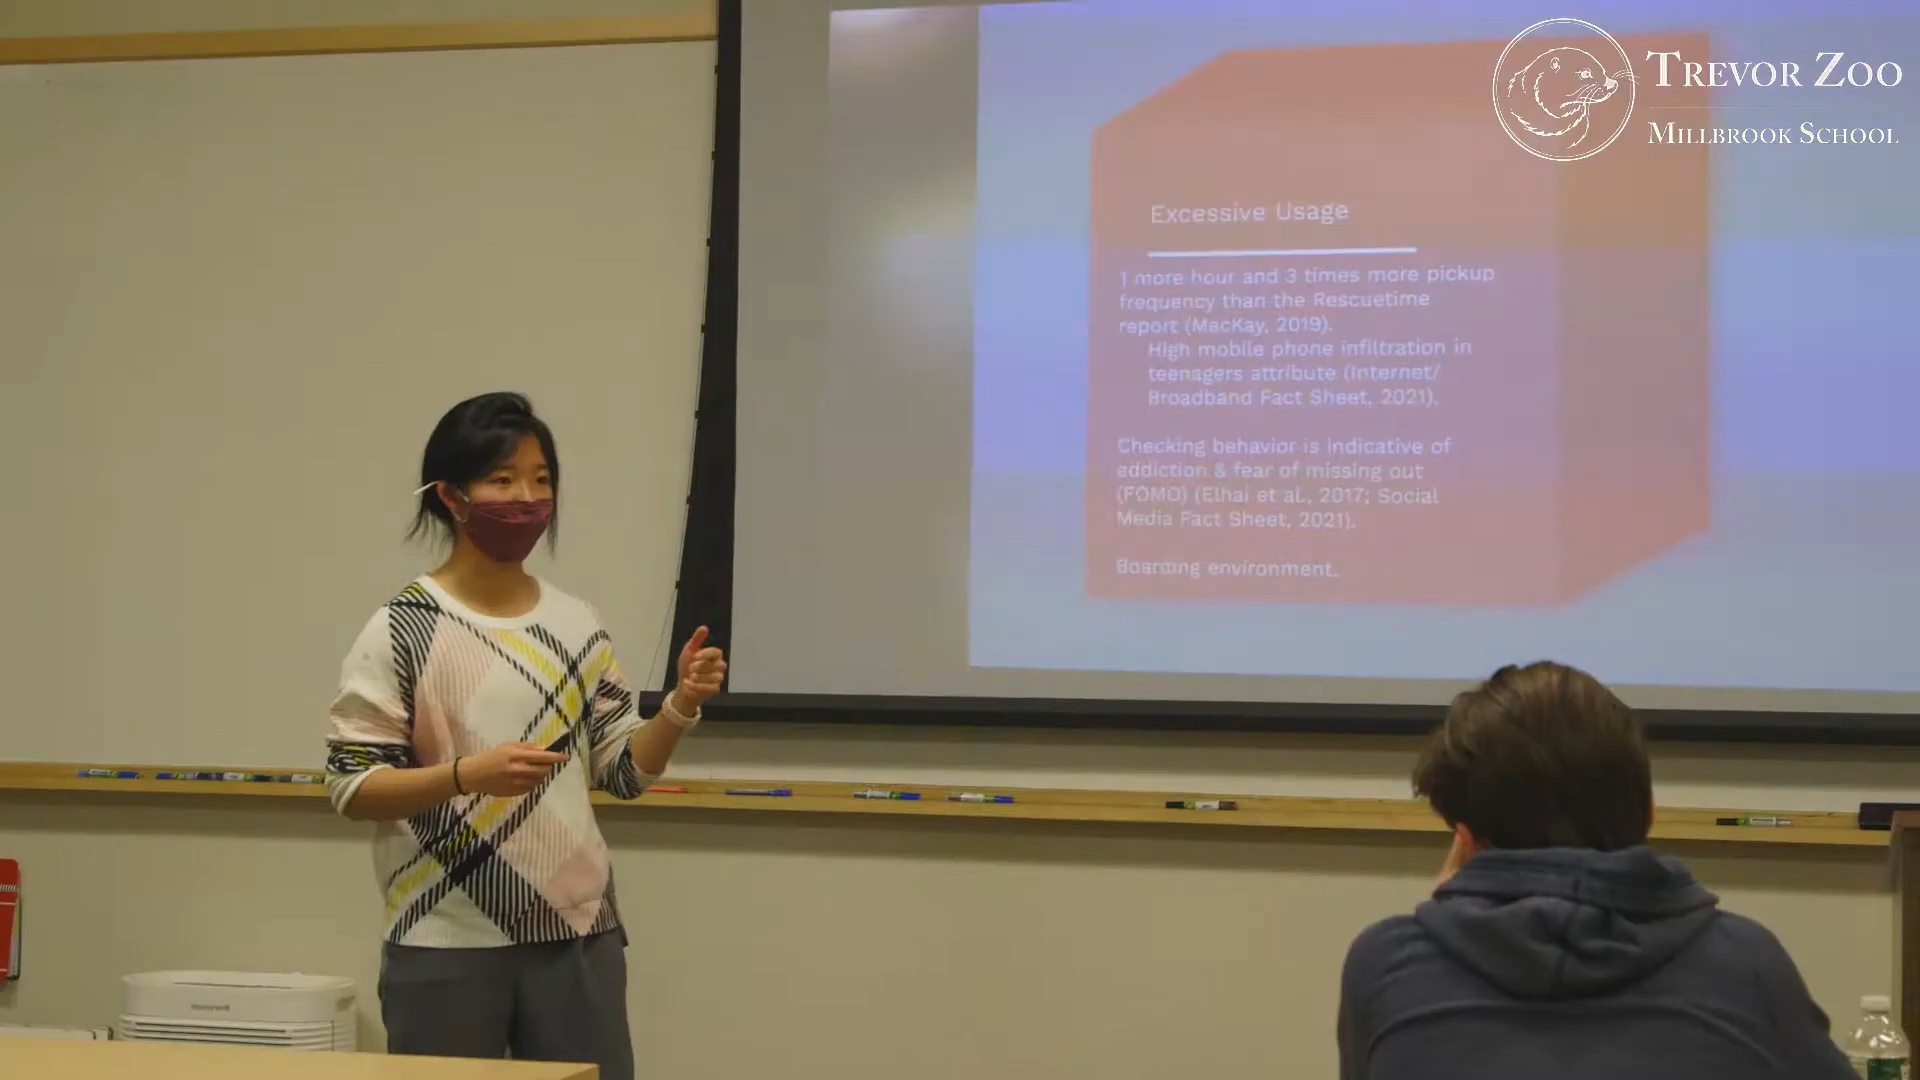 TREVOR ZOO
MILLBROOK SCHOOL
Excessive Usage
1 more hour and 3 times more pickup
frequency than the Rescuetime
report (MacKay, 2019).
High mobile phone infiltration in
teenagers attribute (Internet/
Broadband Fact Sheet, 2021).
Checking behavior is indicative of
addiction & fear of missing out
(FOMO) (Elhai et al., 2017; Social
Media Fact Sheet, 2021).
Boarding environment.
Honeywell